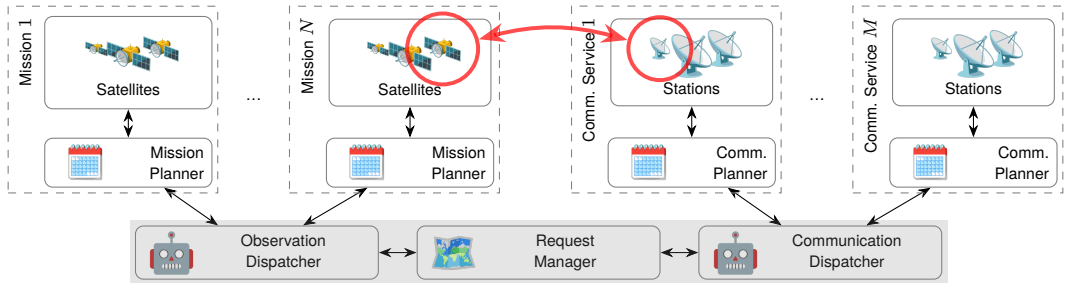 Mission 1
Satellites
Mission
Planner
...
Mission N
Satellites
Mission
Planner
Comm. Service 1
Stations
Comm.
Planner
...
Comm. Service M
Stations
Comm.
Planner
Observation
Dispatcher
Request
Manager
Communication
Dispatcher